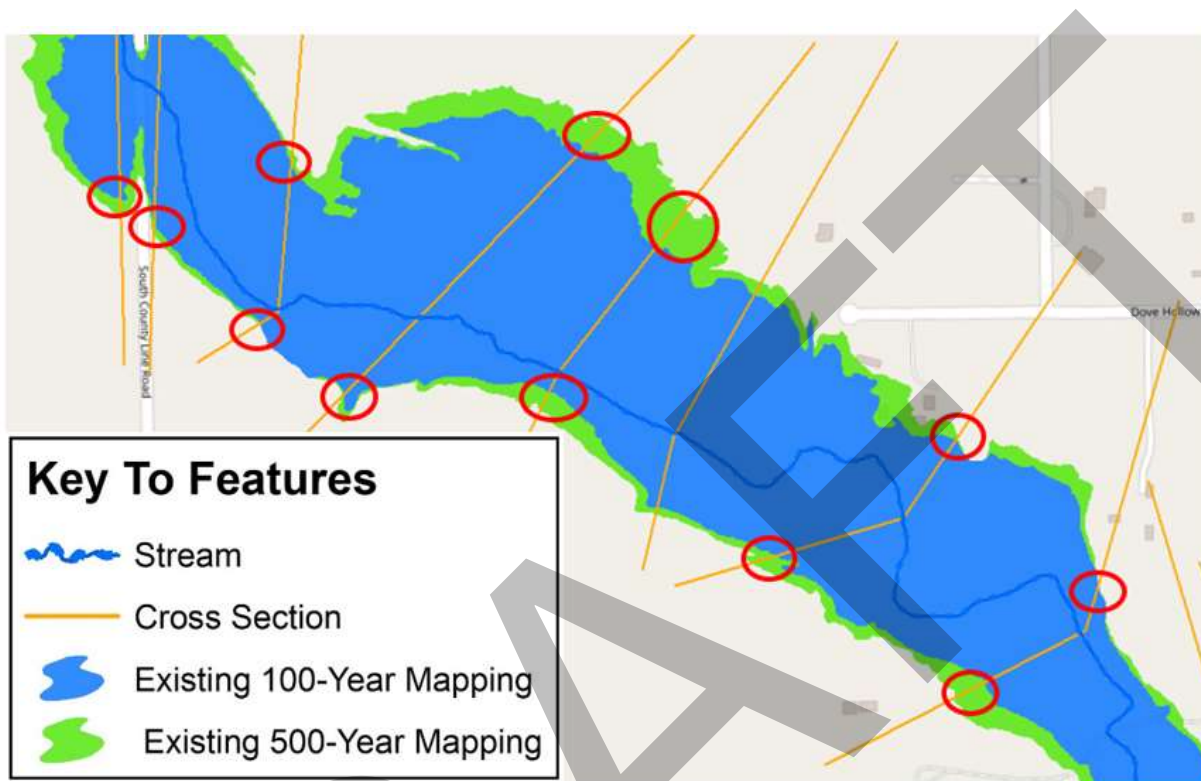 South County Line Road
Dove Hollow
Key To Features
Stream
Cross Section
Existing 100-Year Mapping
Existing 500-Year Mapping
DRAFT